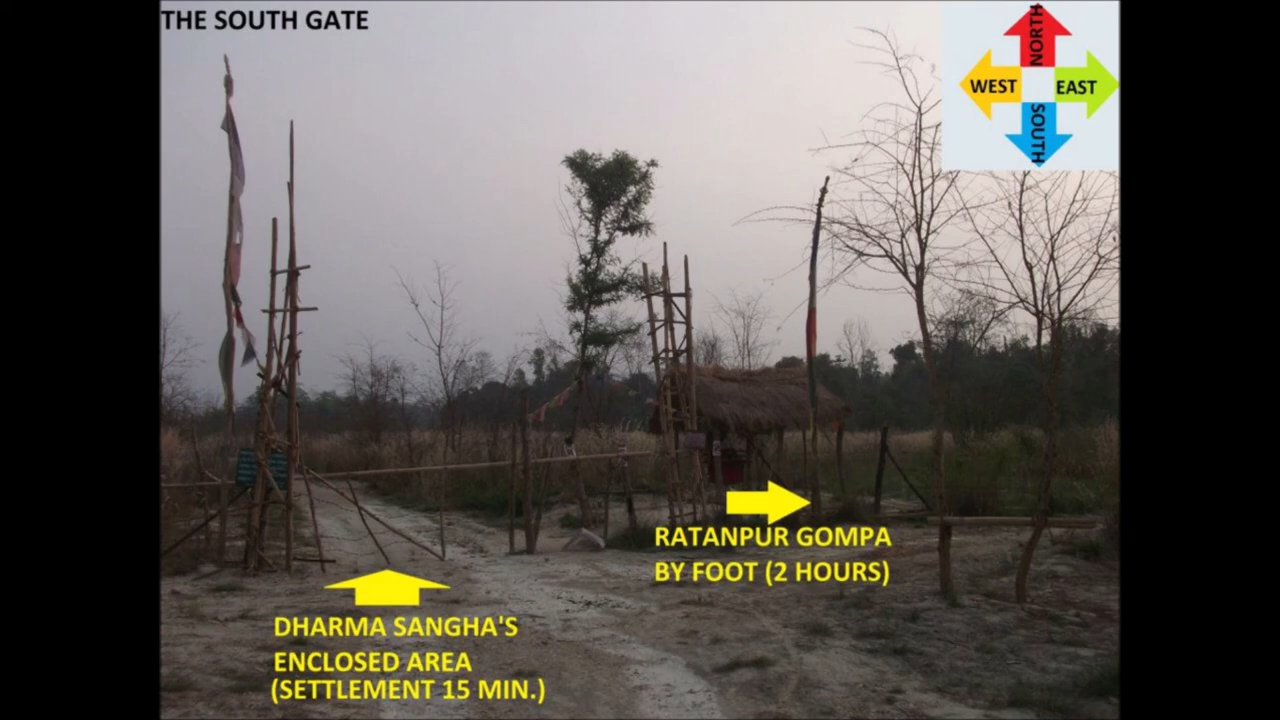 THE SOUTH GATE
NORTH
WEST
EAST
SOUTH
RATANPUR GOMPA
BY FOOT (2 HOURS)
DHARMA SANGHA'S
ENCLOSED AREA
(SETTLEMENT 15 MIN.)